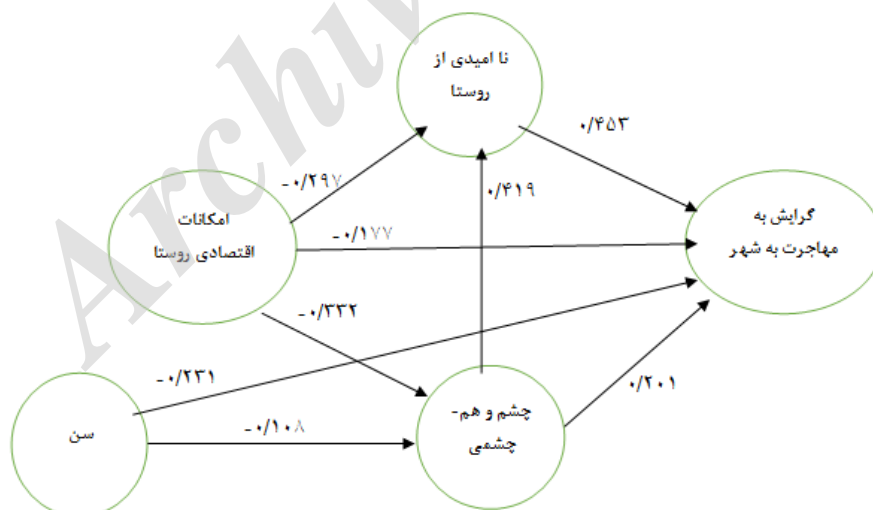 Archiv
نا امیدی از
روستا
۰/۴۵۳
-۰/۲۹۷
۰/۴۱۹
امکانات
اقتصادی روستا
گرایش به
مهاجرت به شهر
-۰/۱۷۷
-۰/۳۳۲
-۰/۲۳۱
۰/۲۰۱
سن
چشم و هم-
چشمی
-۰/۱۰۸